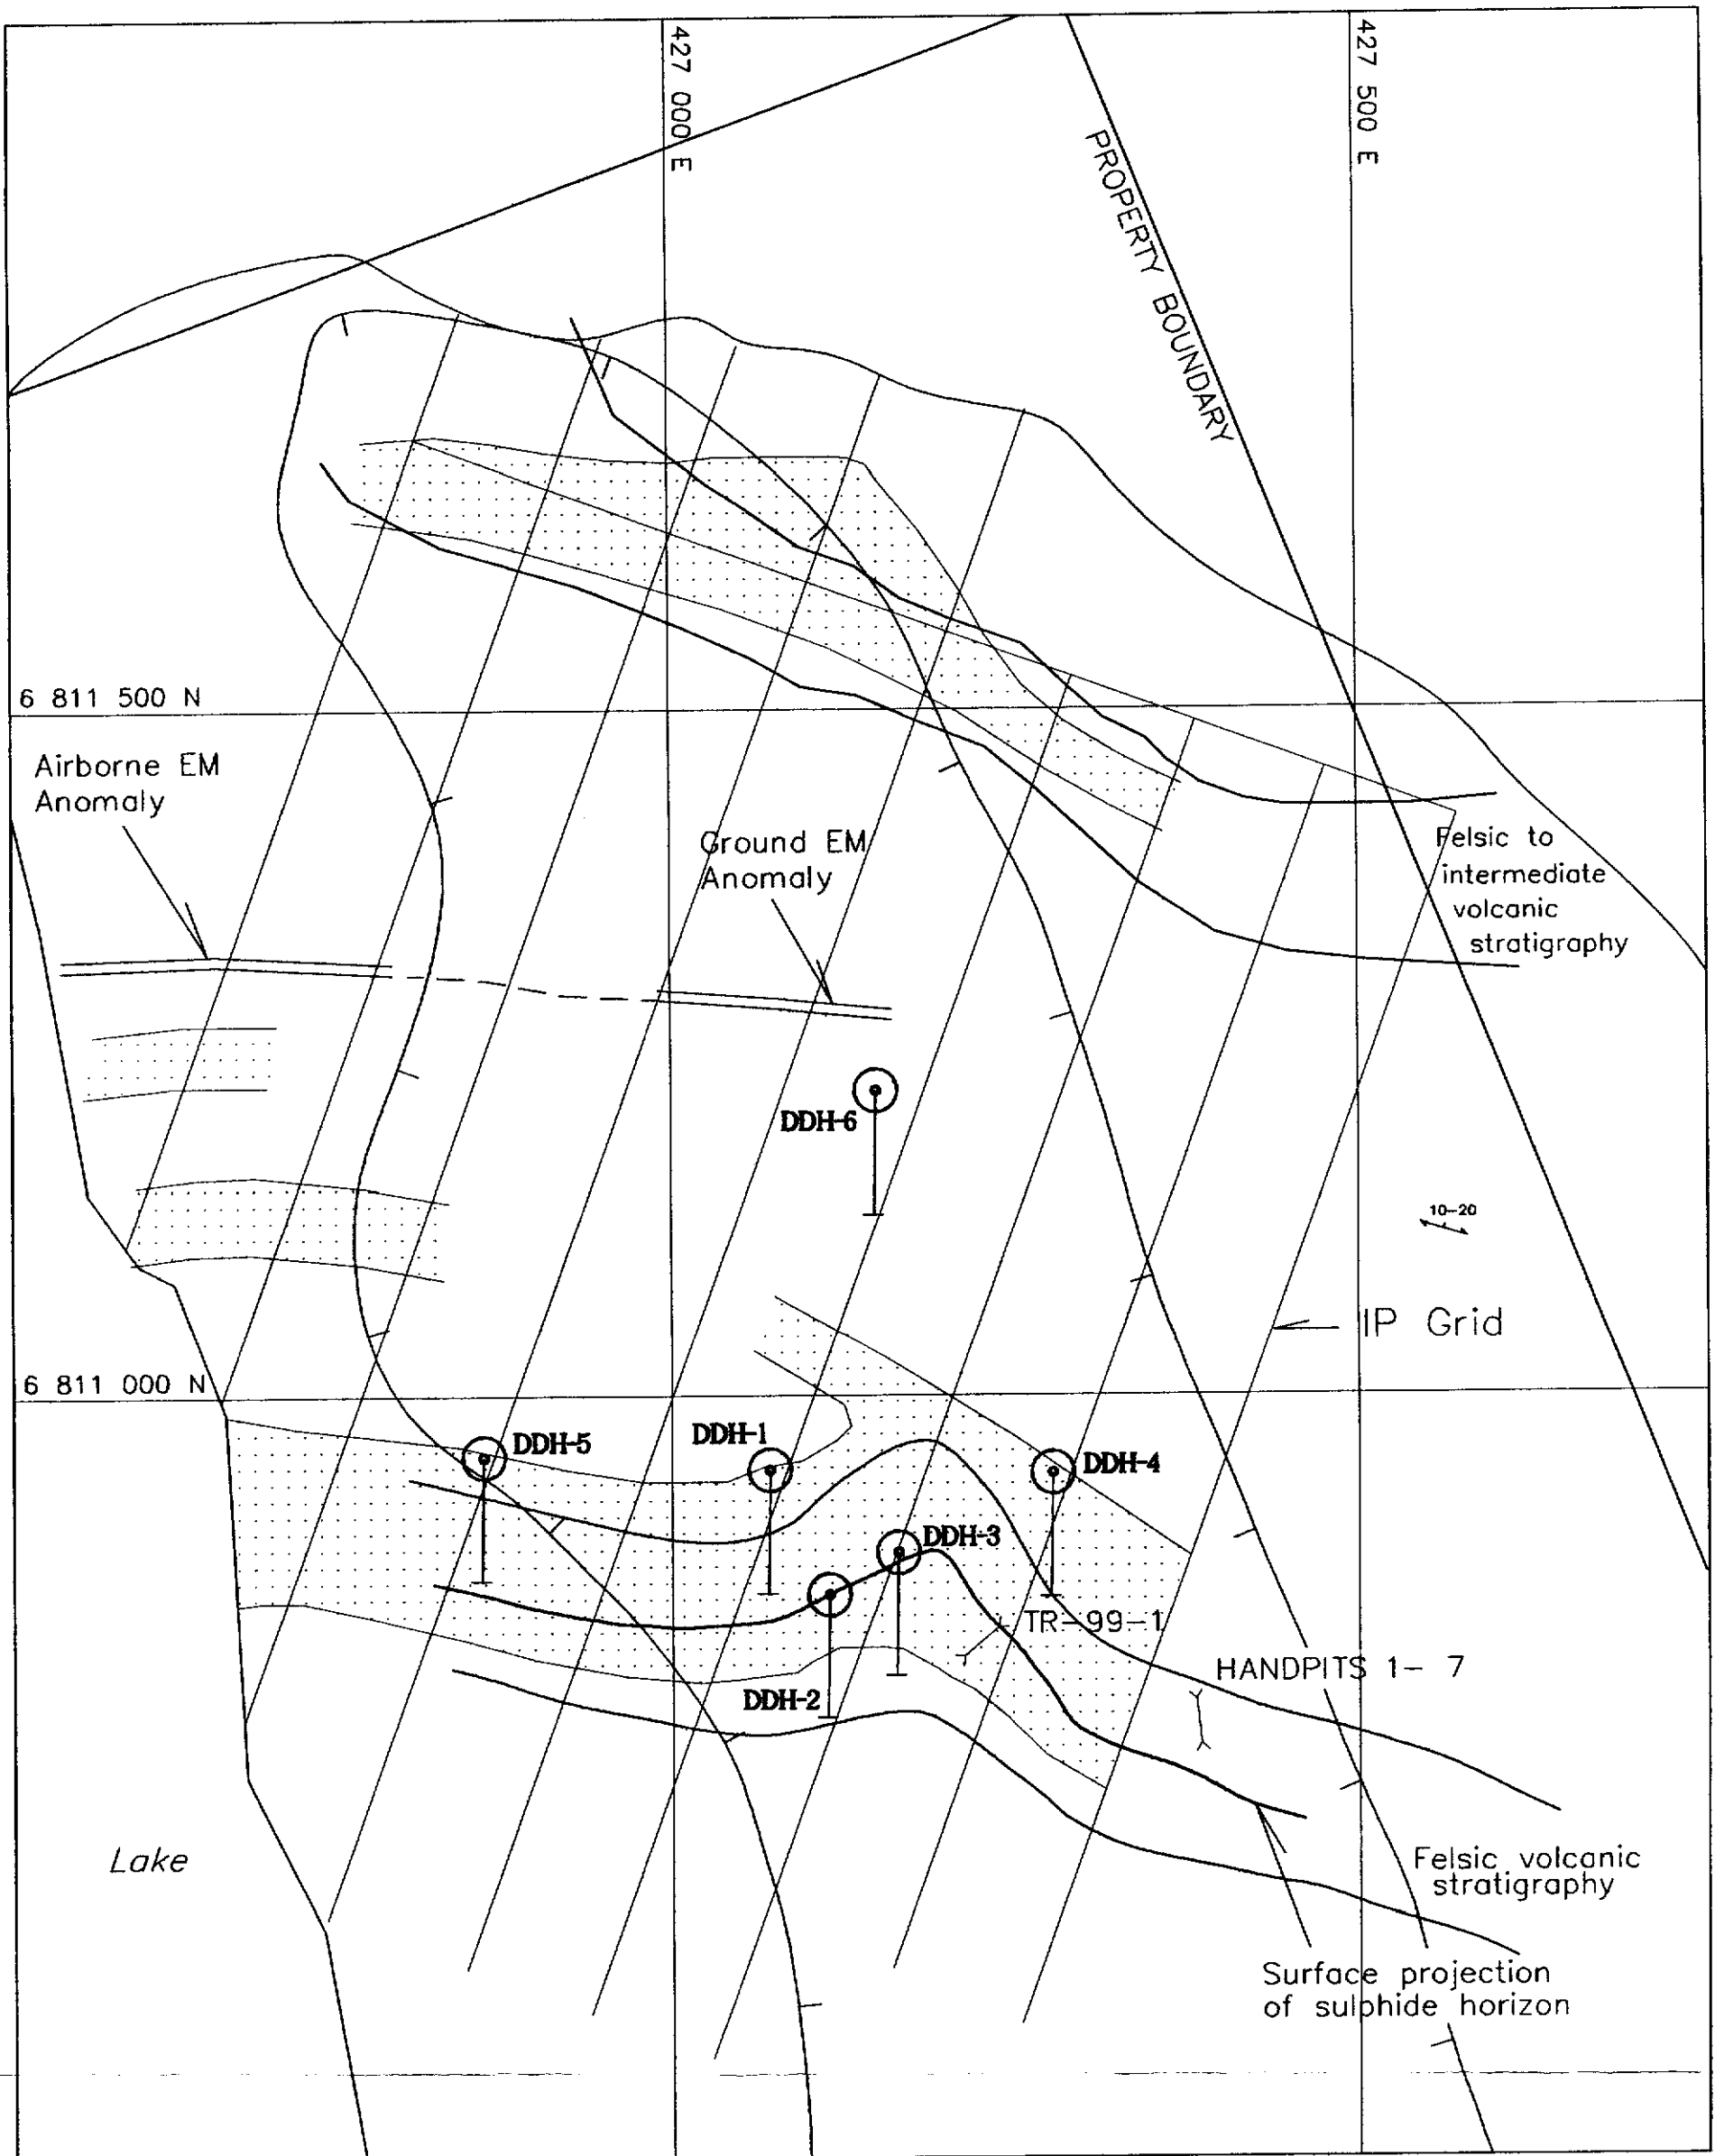 427 000 E
427 500 E
PROPERTY BOUNDARY
6 811 500 N
Airborne EM
Anomaly
Ground EM
Anomaly
Felsic to
intermediate
volcanic
stratigraphy
DDH-6
10-20
IP Grid
6 811 000 N
DDH-5
DDH-1
DDH-4
DDH-3
TR-99-1
HANDPITS 1- 7
DDH-2
Lake
Felsic volcanic
stratigraphy
Surface projection
of sulphide horizon